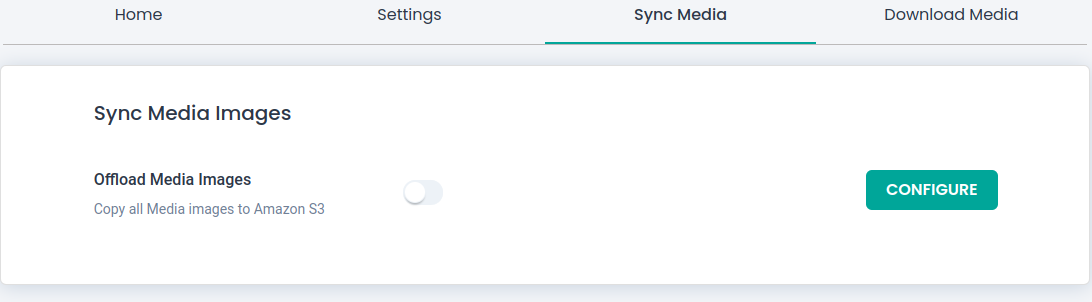 Home Settings Sync Media Download Media
Sync Media Images
Offload Media Images
Copy all Media images to Amazon S3
CONFIGURE